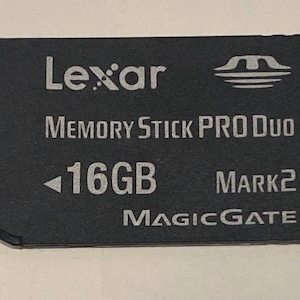 Lexar
MEMORY STICK PRO DUO
◄16GB MARK2
MAGICGATE